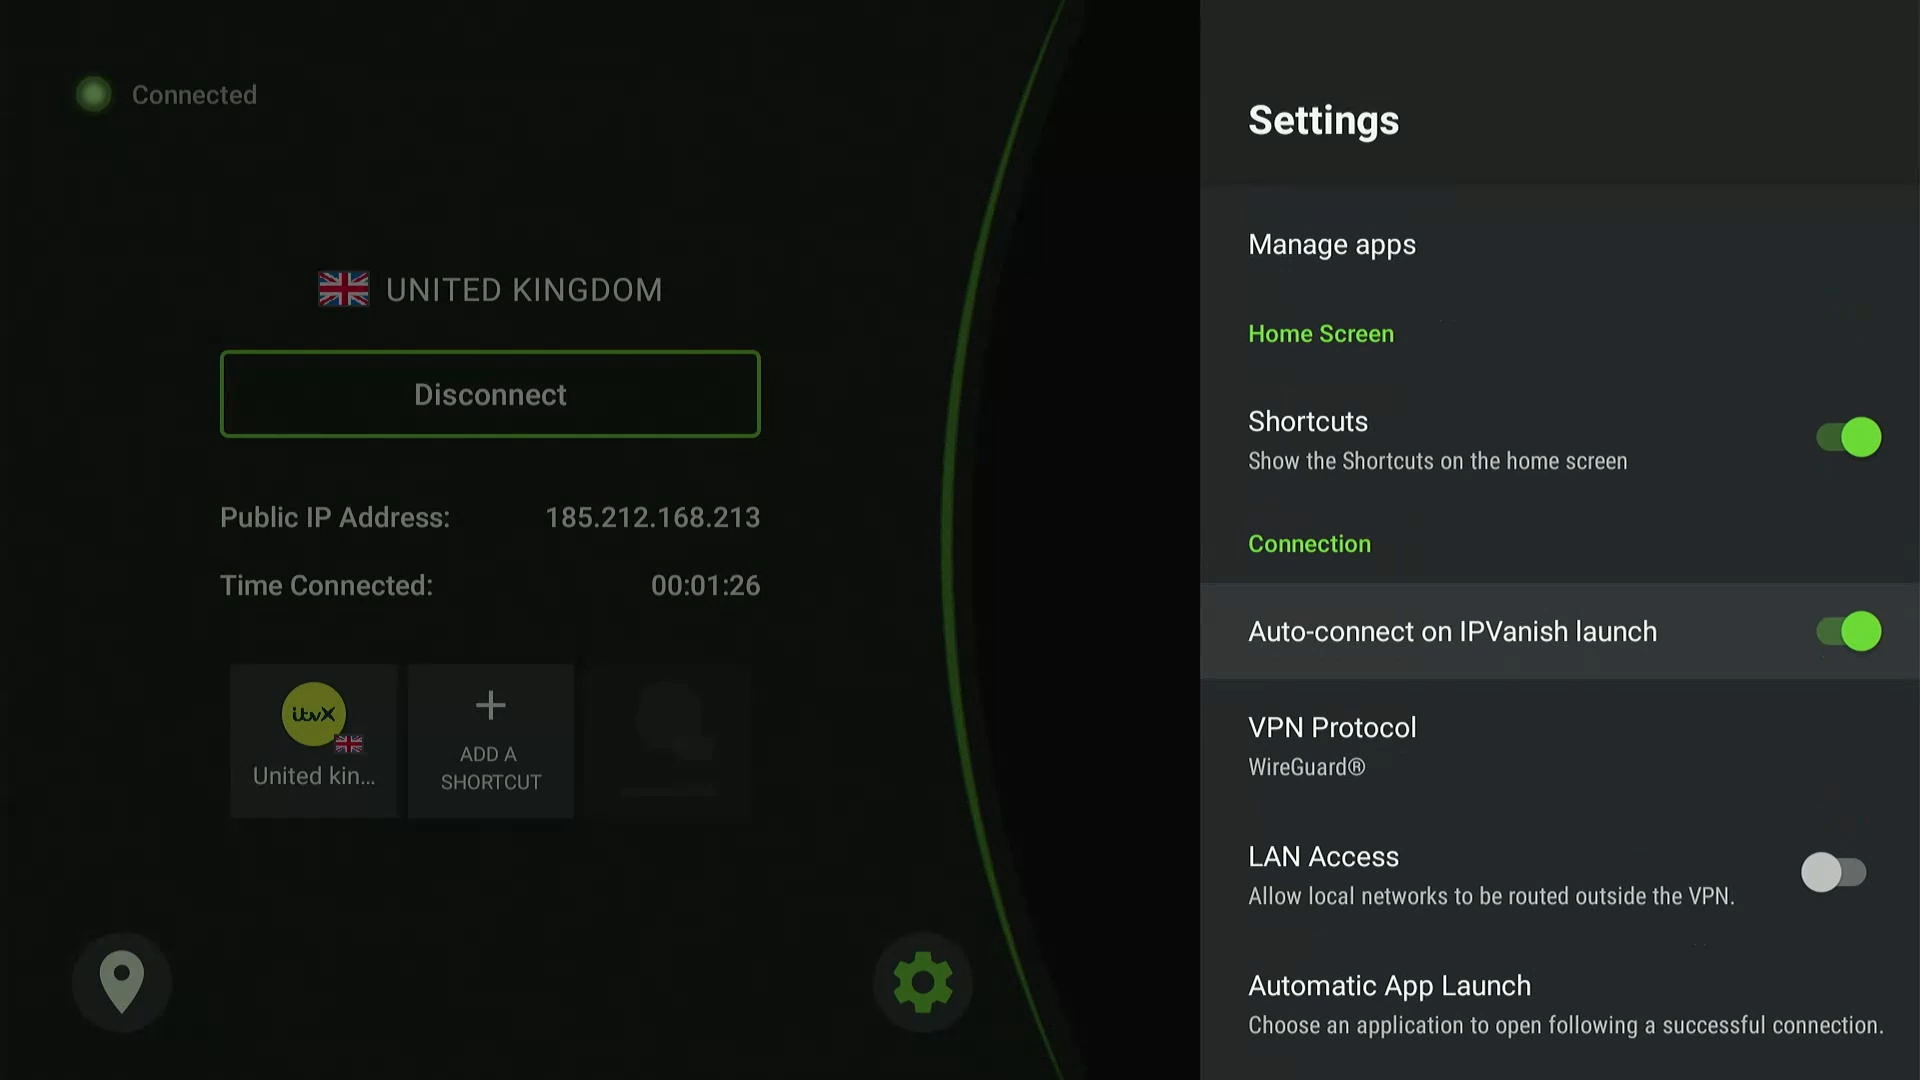 Connected
UNITED KINGDOM
Disconnect
Public IP Address: 185.212.168.213
Time Connected: 00:01:26
itvX
United kin...
ADD A
SHORTCUT
Settings
Manage apps
Home Screen
Shortcuts
Show the Shortcuts on the home screen
Connection
Auto-connect on IPVanish launch
VPN Protocol
WireGuard®
LAN Access
Allow local networks to be routed outside the VPN.
Automatic App Launch
Choose an application to open following a successful connection.